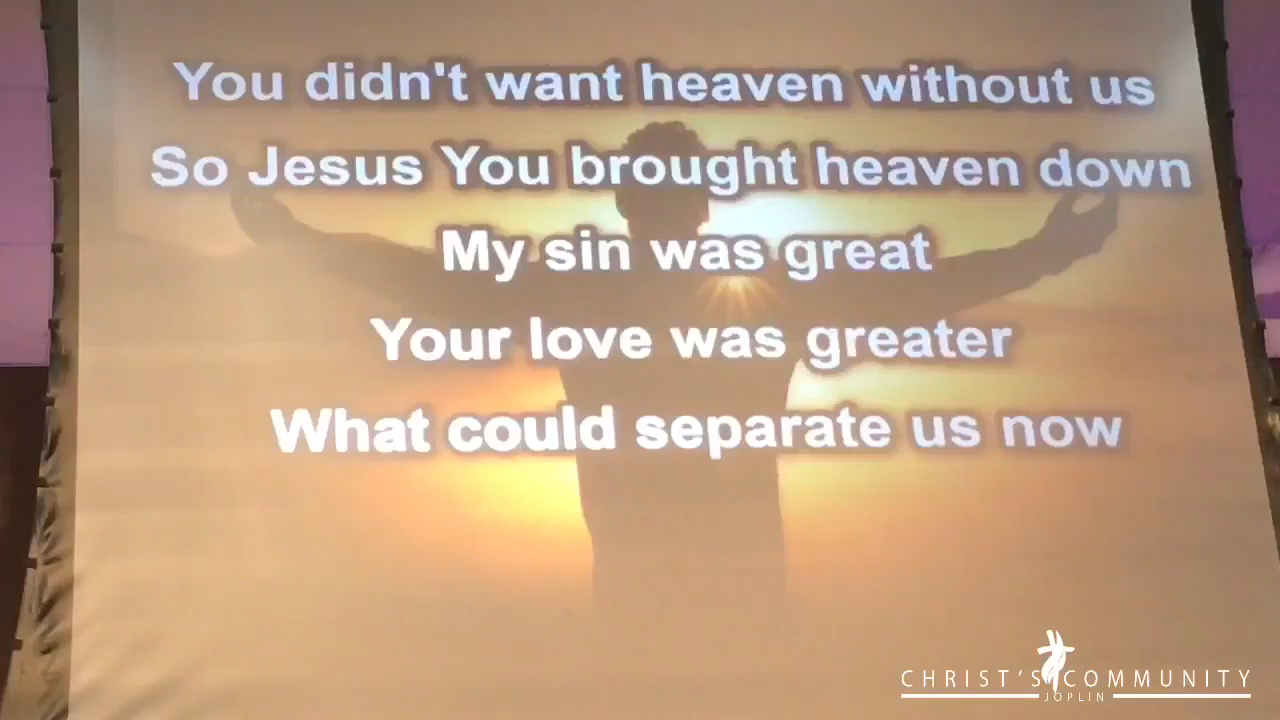 You didn't want heaven without us
So Jesus You brought heaven down
My sin was great
Your love was greater
What could separate us now
CHRIST'S COMMUNITY
JOPLIN